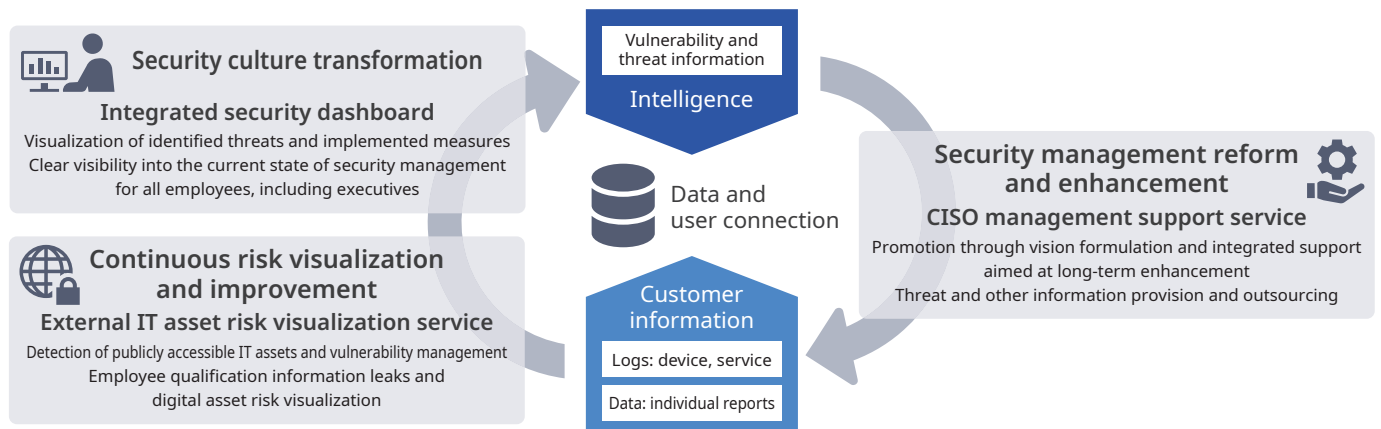 Security culture transformation
Integrated security dashboard
Visualization of identified threats and implemented measures
Clear visibility into the current state of security management
for all employees, including executives
Continuous risk visualization
and improvement
External IT asset risk visualization service
Detection of publicly accessible IT assets and vulnerability management
Employee qualification information leaks and
digital asset risk visualization
Vulnerability and
threat information
Intelligence
Data and
user connection
Customer
information
Logs: device, service
Data: individual reports
Security management reform
and enhancement
CISO management support service
Promotion through vision formulation and integrated support
aimed at long-term enhancement
Threat and other information provision and outsourcing